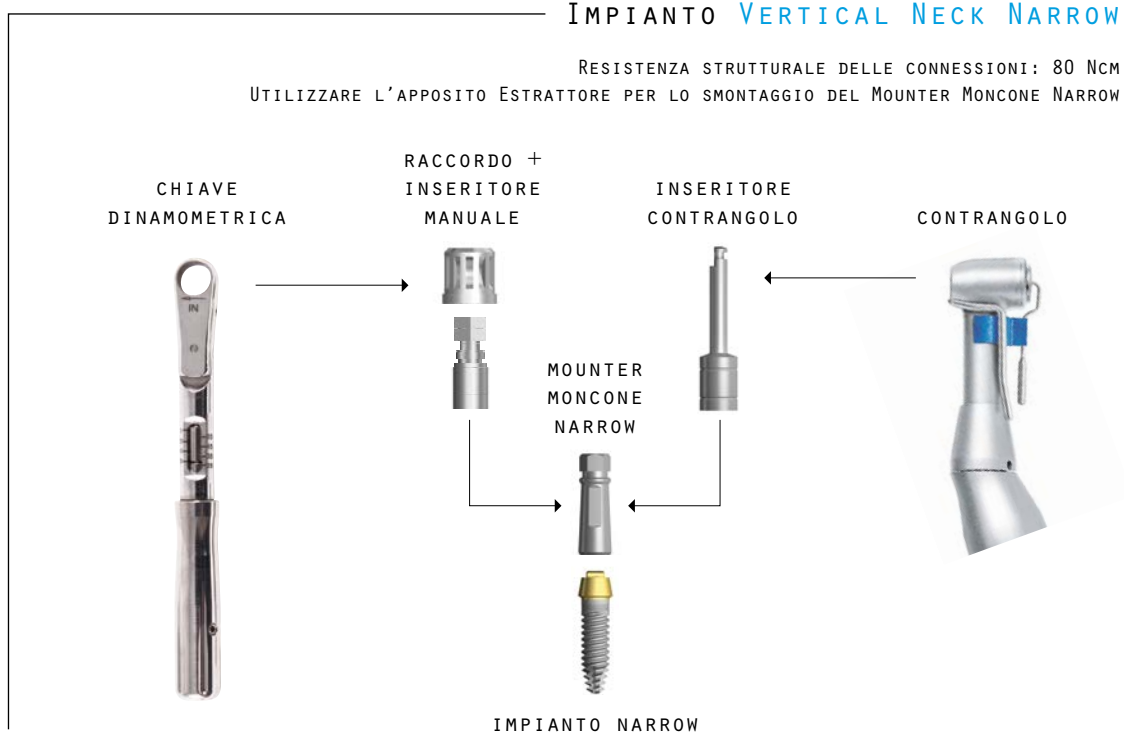 Impianto Vertical Neck Narrow
Resistenza strutturale delle connessioni: 80 Ncm
Utilizzare l'apposito Estrattore per lo smontaggio del Mounter Moncone Narrow
chiave
dinamometrica
raccordo +
inseritore
manuale
inseritore
contrangolo
contrangolo
IN
mounter
moncone
narrow
impianto narrow